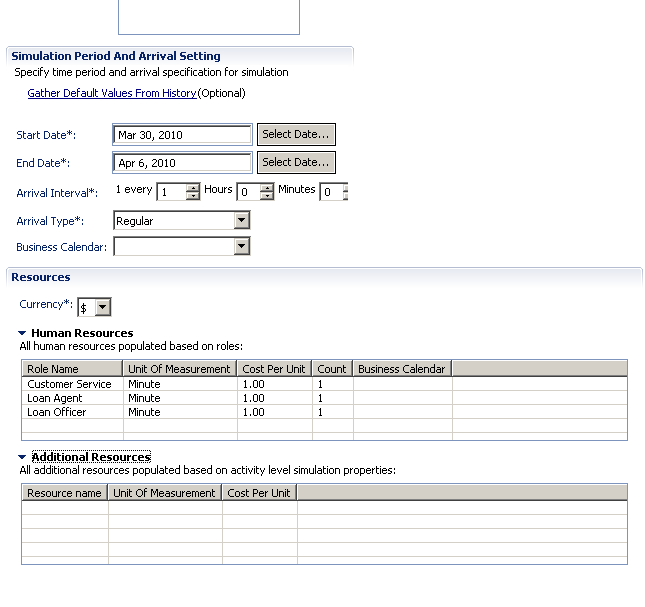 Simulation Period And Arrival Setting
Specify time period and arrival specification for simulation
Gather Default Values From History(Optional)
Start Date*: Mar 30, 2010 Select Date...
End Date*: Apr 6, 2010 Select Date...
Arrival Interval*: 1 every 1 Hours 0 Minutes 0
Arrival Type*: Regular
Business Calendar:
Resources
Currency*: $
Human Resources
All human resources populated based on roles:
Role Name Unit Of Measurement Cost Per Unit Count Business Calendar
Customer Service Minute 1.00 1
Loan Agent Minute 1.00 1
Loan Officer Minute 1.00 1
Additional Resources
All additional resources populated based on activity level simulation properties:
Resource name Unit Of Measurement Cost Per Unit